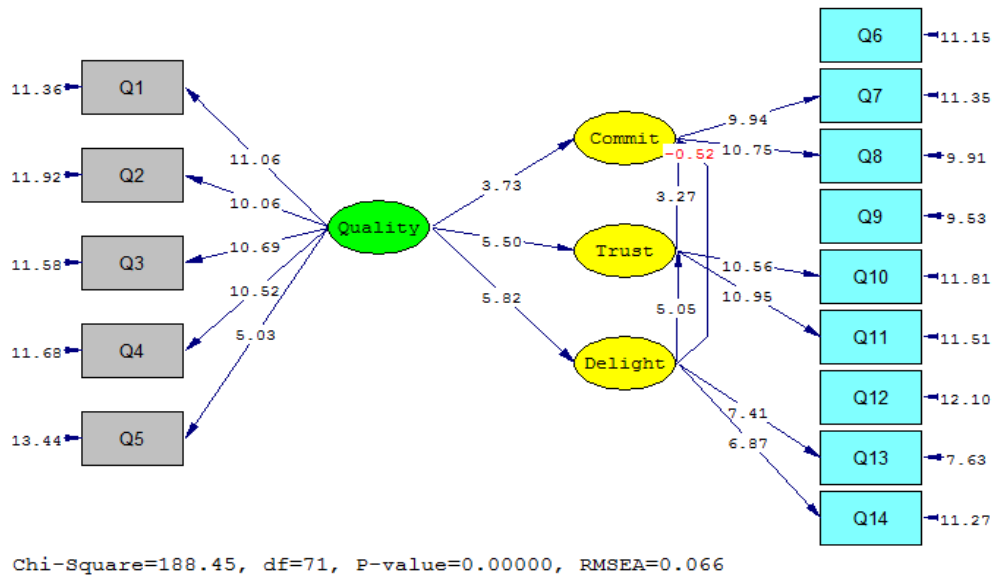 Q6
11.15
Q1
11.36
Q7
11.35
9.94
Commit
10.75
-0.52
Q8
9.91
11.06
3.73
Q2
11.92
10.06
3.27
Q9
9.53
Quality
10.69
5.50
Trust
10.56
Q3
11.58
Q10
11.81
10.52
5.82
10.95
5.05
5.03
Q4
11.68
Q11
11.51
Delight
Q12
12.10
7.41
Q5
13.44
6.87
Q13
7.63
Q14
11.27
Chi-Square=188.45, df=71, P-value=0.00000, RMSEA=0.066